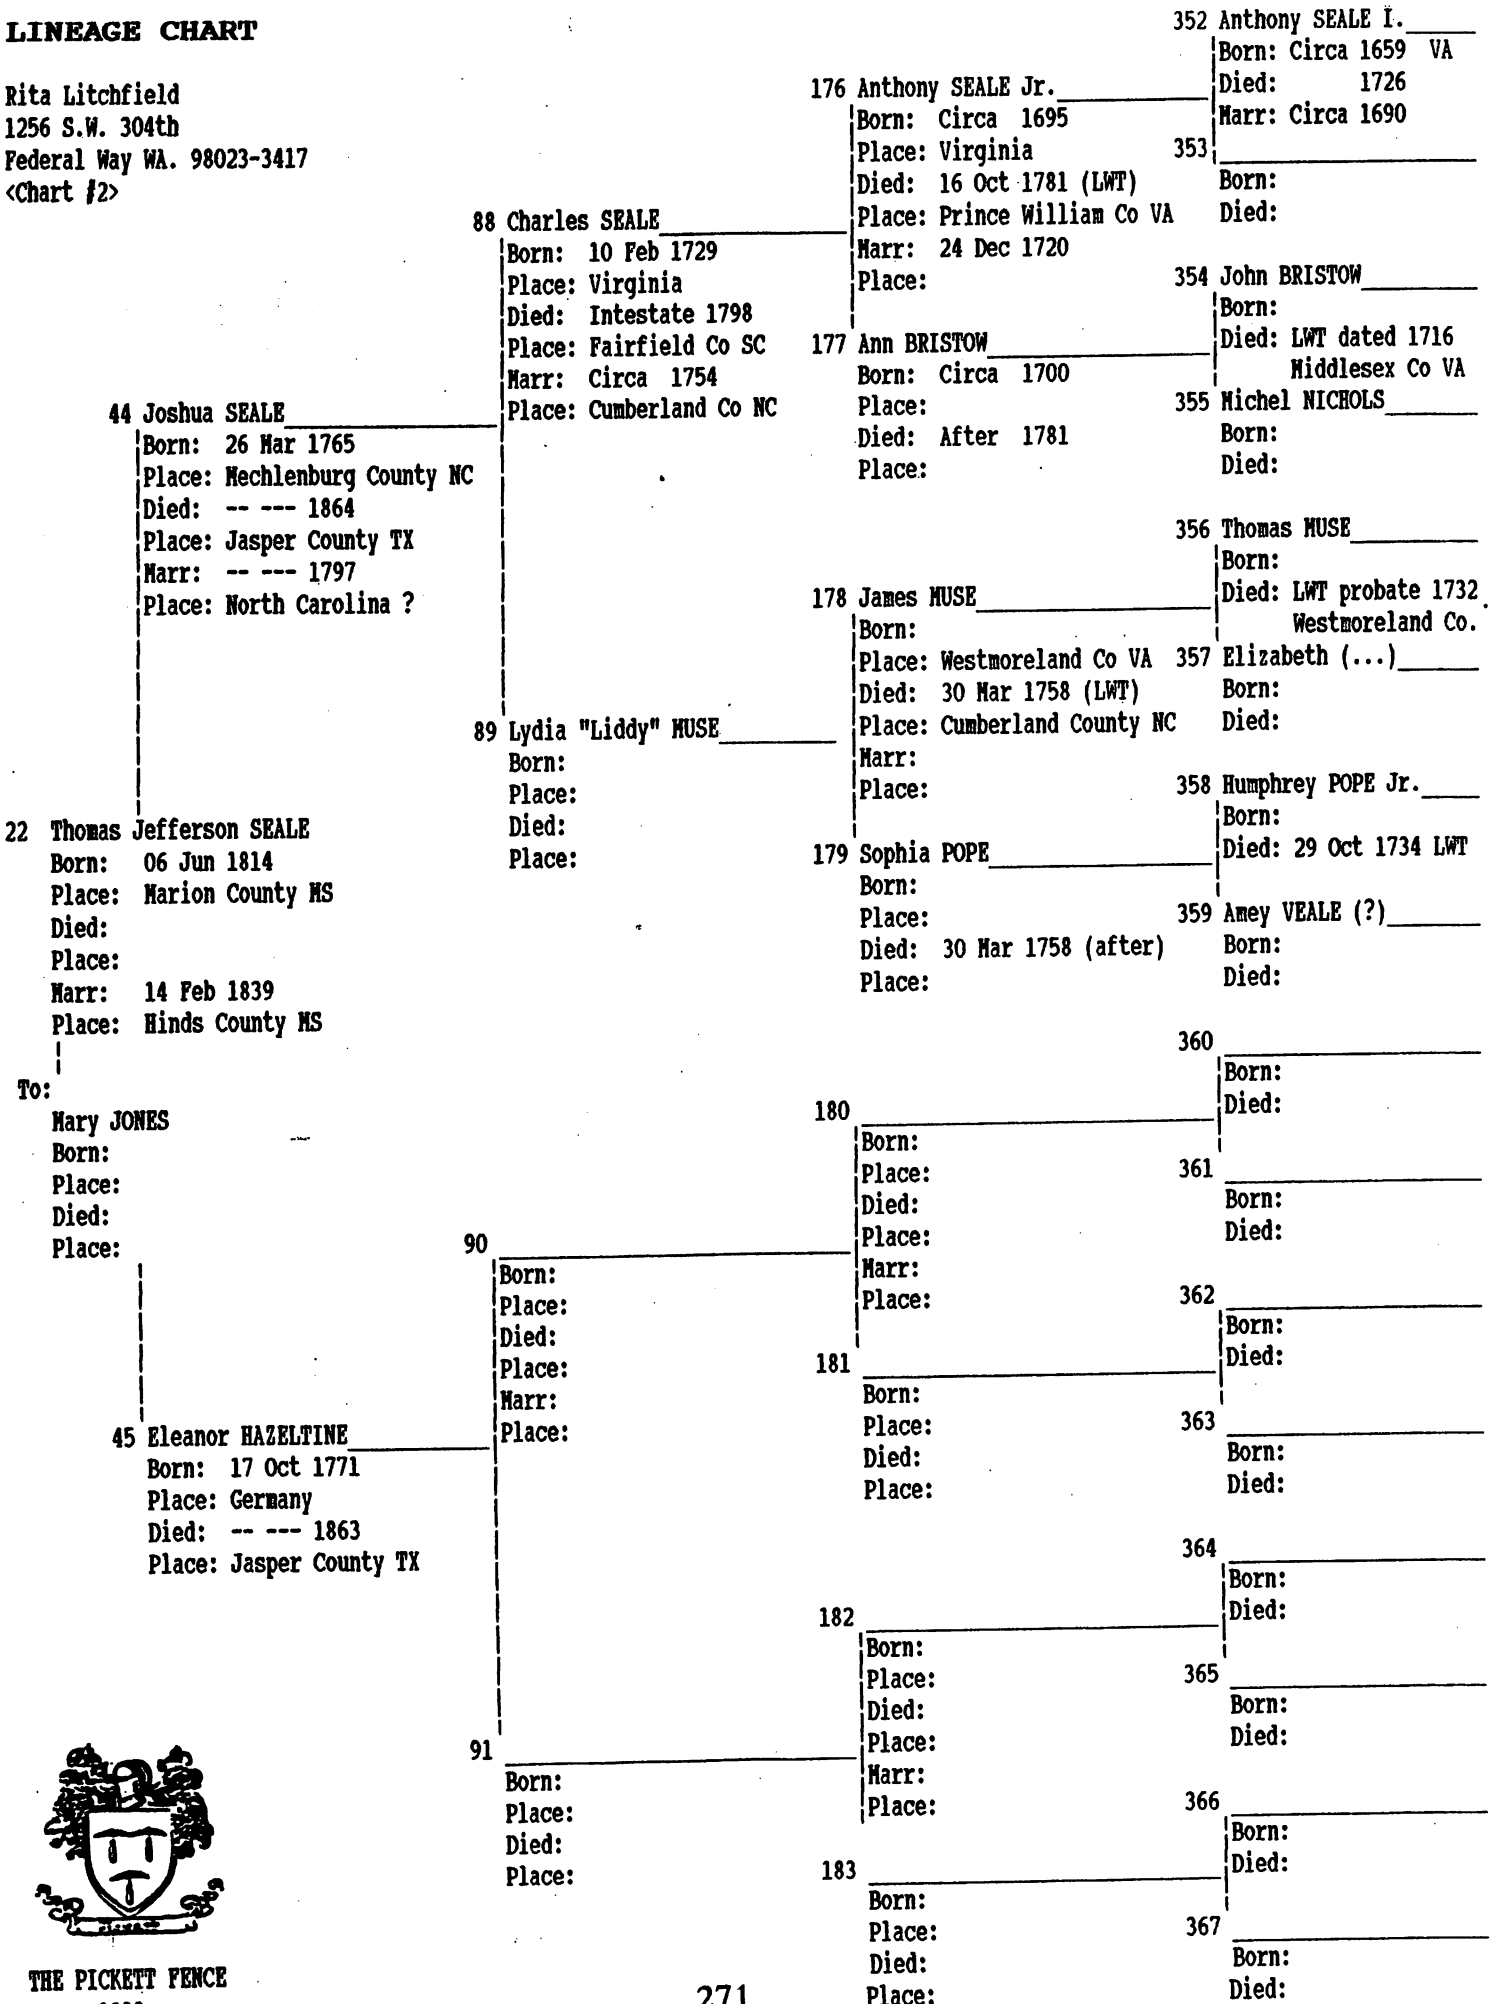 LINEAGE CHART
Rita Litchfield
1256 S.W. 304th
Federal Way WA. 98023-3417
<Chart #2>
22 Thomas Jefferson SEALE
Born: 06 Jun 1814
Place: Marion County MS
Died:
Place:
Marr: 14 Feb 1839
Place: Hinds County MS
To:
Mary JONES
Born:
Place:
Died:
Place:
44 Joshua SEALE
Born: 26 Mar 1765
Place: Mechlenburg County NC
Died: -- --- 1864
Place: Jasper County TX
Marr: -- --- 1797
Place: North Carolina ?
45 Eleanor HAZELTINE
Born: 17 Oct 1771
Place: Germany
Died: -- --- 1863
Place: Jasper County TX
88 Charles SEALE
Born: 10 Feb 1729
Place: Virginia
Died: Intestate 1798
Place: Fairfield Co SC
Marr: Circa 1754
Place: Cumberland Co NC
89 Lydia "Liddy" MUSE
Born:
Place:
Died:
Place:
90
Born:
Place:
Died:
Place:
Marr:
Place:
91
Born:
Place:
Died:
Place:
176 Anthony SEALE Jr.
Born: Circa 1695
Place: Virginia
Died: 16 Oct 1781 (LWT)
Place: Prince William Co VA
Marr: 24 Dec 1720
Place:
177 Ann BRISTOW
Born: Circa 1700
Place:
Died: After 1781
Place:
178 James MUSE
Born:
Place: Westmoreland Co VA
Died: 30 Mar 1758 (LWT)
Place: Cumberland County NC
Marr:
Place:
179 Sophia POPE
Born:
Place:
Died: 30 Mar 1758 (after)
Place:
180
Born:
Place:
Died:
Place:
Marr:
Place:
181
Born:
Place:
Died:
Place:
182
Born:
Place:
Died:
Place:
Marr:
Place:
183
Born:
Place:
Died:
Place:
352 Anthony SEALE I.
Born: Circa 1659 VA
Died: 1726
Marr: Circa 1690
353
Born:
Died:
354 John BRISTOW
Born:
Died: LWT dated 1716
Middlesex Co VA
355 Michel NICHOLS
Born:
Died:
356 Thomas MUSE
Born:
Died: LWT probate 1732
Westmoreland Co.
357 Elizabeth (...)
Born:
Died:
358 Humphrey POPE Jr.
Born:
Died: 29 Oct 1734 LWT
359 Amey VEALE (?)
Born:
Died:
360
Born:
Died:
361
Born:
Died:
362
Born:
Died:
363
Born:
Died:
364
Born:
Died:
365
Born:
Died:
366
Born:
Died:
367
Born:
Died:
THE PICKETT FENCE
271